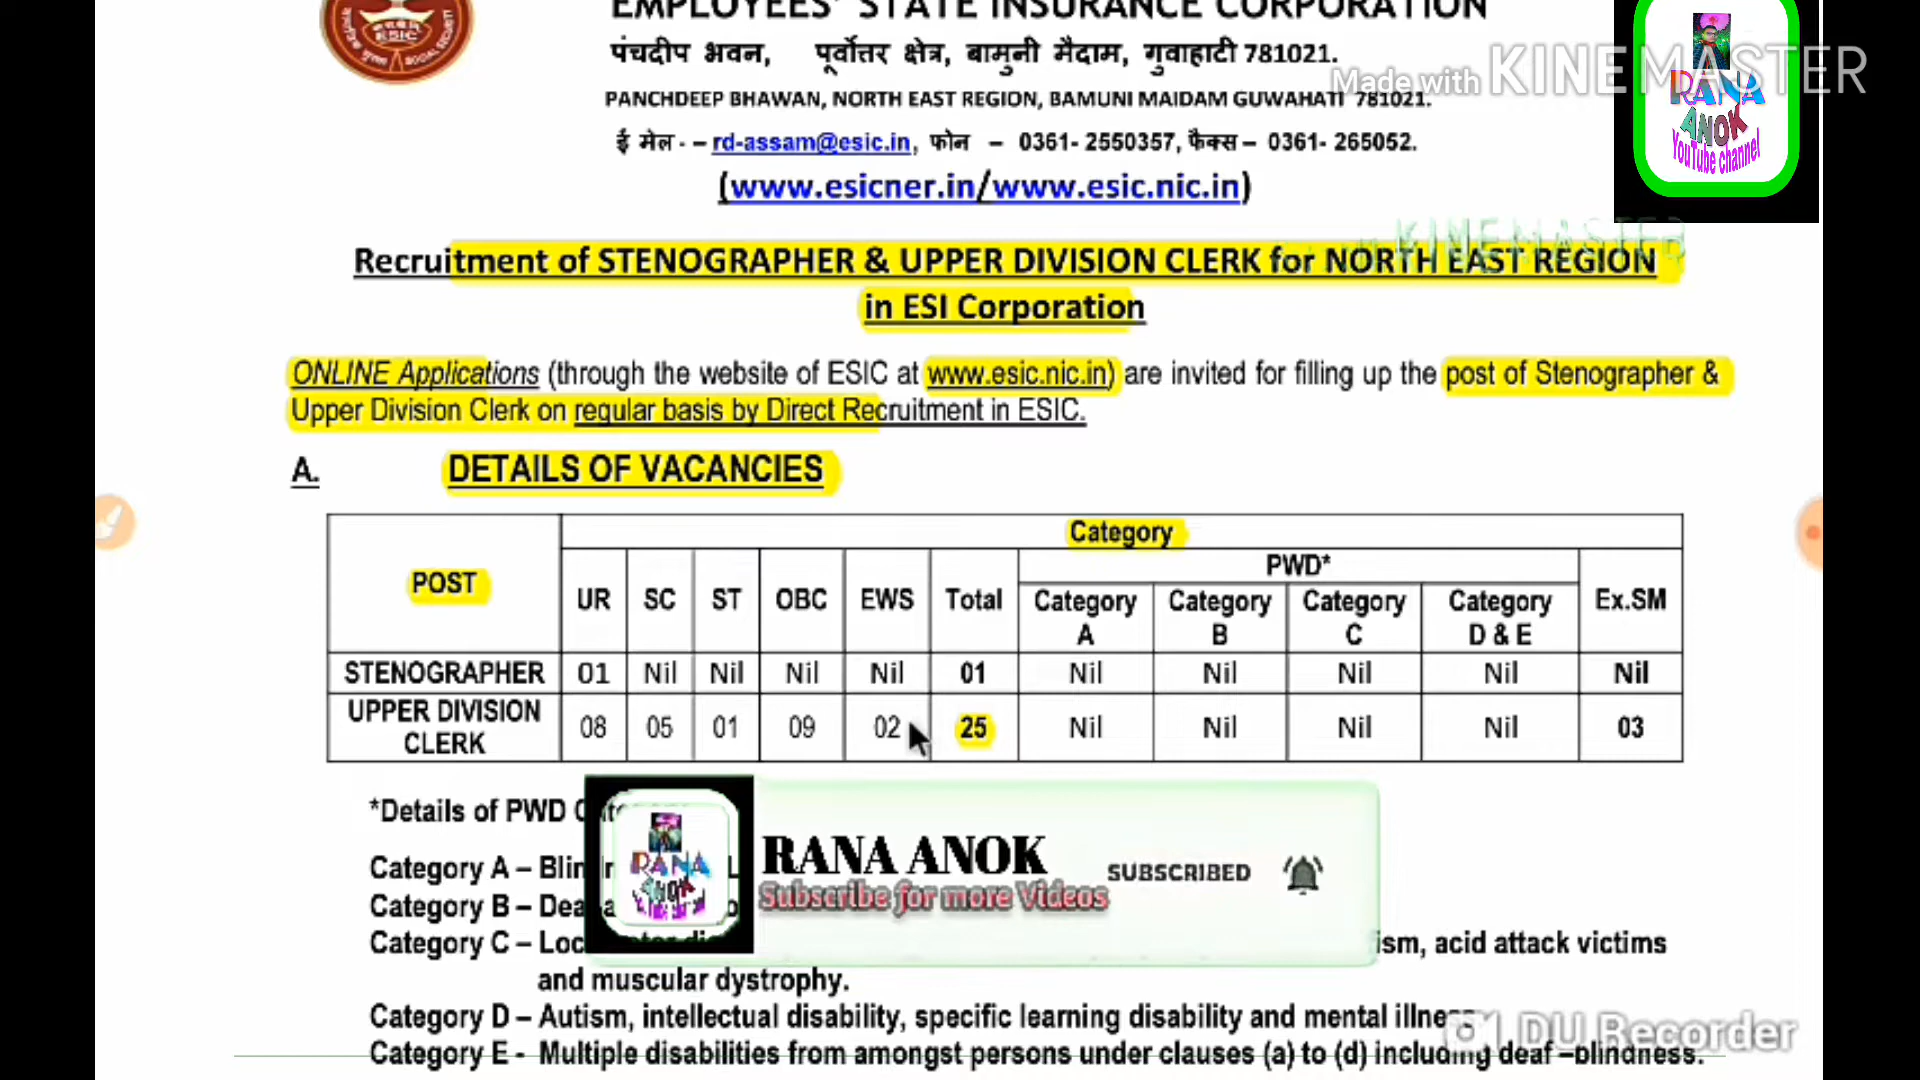 EMPLOYEES' STATE INSURANCE CORPORATION
पंचदीप भवन, पूर्वोत्तर क्षेत्र, बामुनी मैदाम, गुवाहाटी 781021.
Made with KINEMASTER
PANCHDEEP BHAWAN, NORTH EAST REGION, BAMUNI MAIDAM GUWAHATI 781021.
ई मेल - – rd-assam@esic.in, फोन – 0361- 2550357, फैक्स – 0361- 265052.
(www.esicner.in/www.esic.nic.in)
ESIC
RANA
ANOK
YouTube channel
KINEMASTER
Recruitment of STENOGRAPHER & UPPER DIVISION CLERK for NORTH EAST REGION
in ESI Corporation
ONLINE Applications (through the website of ESIC at www.esic.nic.in) are invited for filling up the post of Stenographer &
Upper Division Clerk on regular basis by Direct Recruitment in ESIC.
A. DETAILS OF VACANCIES
POST Category
UR SC ST OBC EWS Total PWD* Ex.SM
Category A Category B Category C Category D & E
STENOGRAPHER 01 Nil Nil Nil Nil 01 Nil Nil Nil Nil Nil
UPPER DIVISION CLERK 08 05 01 09 02 25 Nil Nil Nil Nil 03
*Details of PWD
RANA ANOK
Subscribe for more Videos
SUBSCRIBED
RANA
ANOK
Category A –
Category B –
Category C – acid attack victims
and muscular dystrophy.
Category D – Autism, intellectual disability, specific learning disability and mental illness
Category E - Multiple disabilities from amongst persons under clauses (a) to (d) including deaf –blindness.
DU Recorder